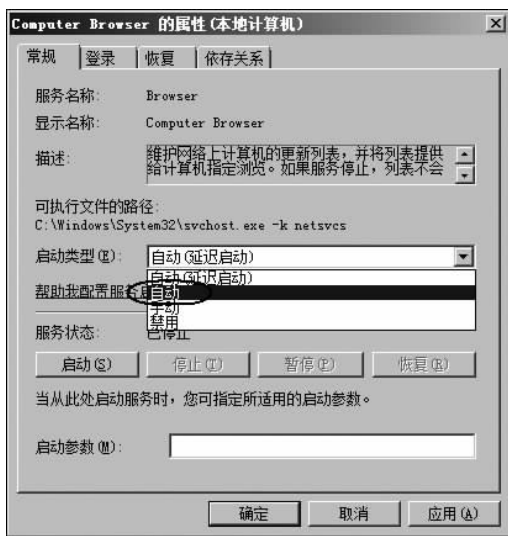 Computer Browser 的属性(本地计算机)
常规 登录 恢复 依存关系
服务名称: Browser
显示名称: Computer Browser
描述: 维护网络上计算机的更新列表，并将列表提供
给计算机指定浏览。如果服务停止，列表不会
可执行文件的路径:
C:\Windows\System32\svchost.exe -k netsvcs
启动类型(E): 自动(延迟启动)
自动(延迟启动)
帮助我配置服务 自动
手动
禁用
服务状态: 已停止
启动(S) 停止(T) 暂停(P) 恢复(R)
当从此处启动服务时，您可指定所适用的启动参数。
启动参数(M):
确定 取消 应用(A)